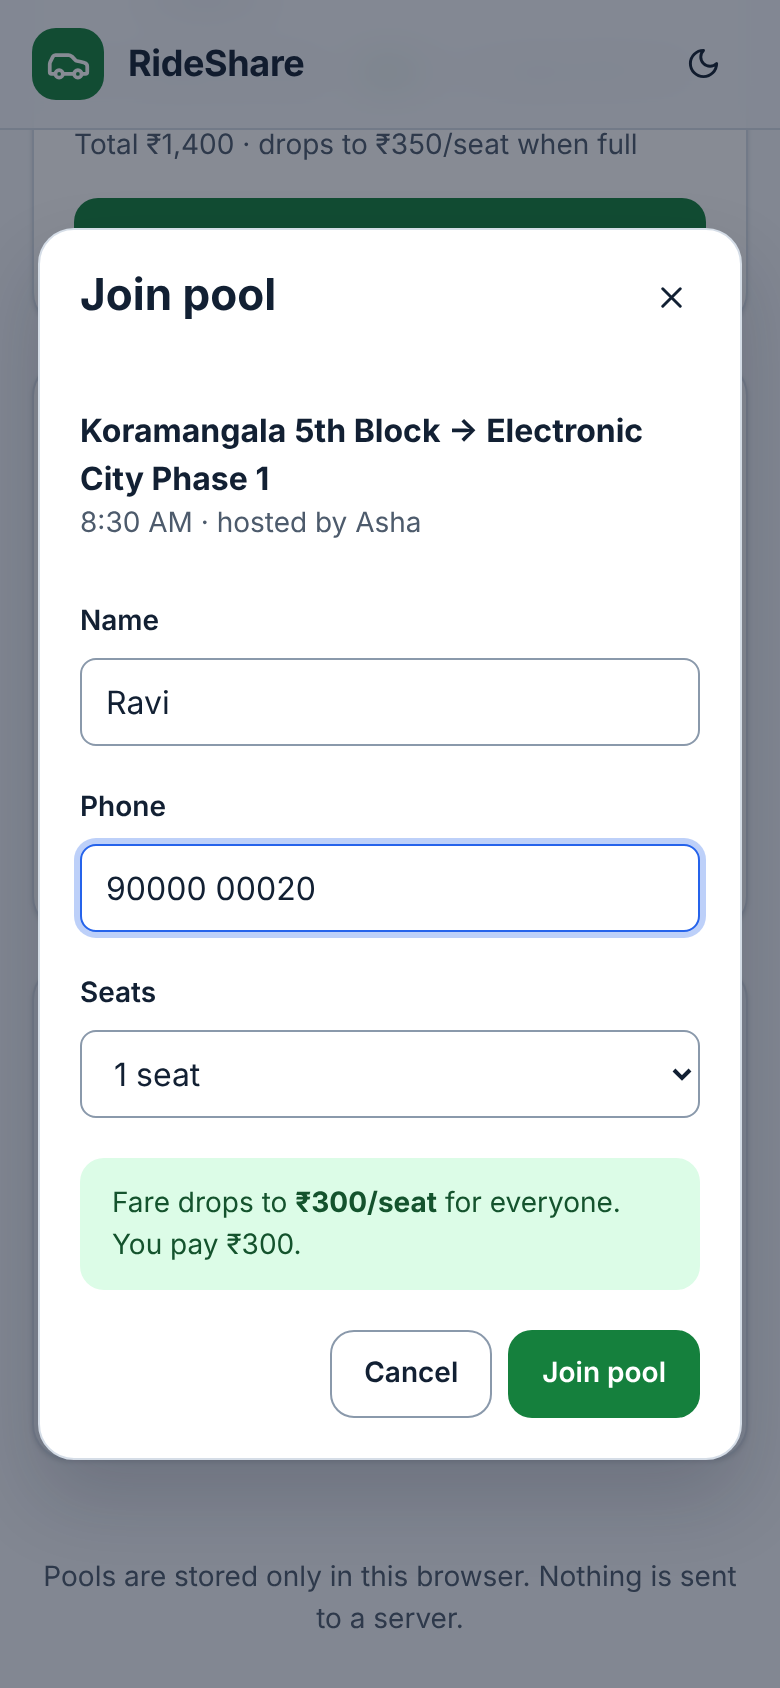 RideShare
Total ₹1,400 · drops to ₹350/seat when full
Join pool
Koramangala 5th Block → Electronic
City Phase 1
8:30 AM · hosted by Asha
Name
Ravi
Phone
90000 00020
Seats
1 seat
Fare drops to ₹300/seat for everyone.
You pay ₹300.
Cancel
Join pool
Pools are stored only in this browser. Nothing is sent
to a server.